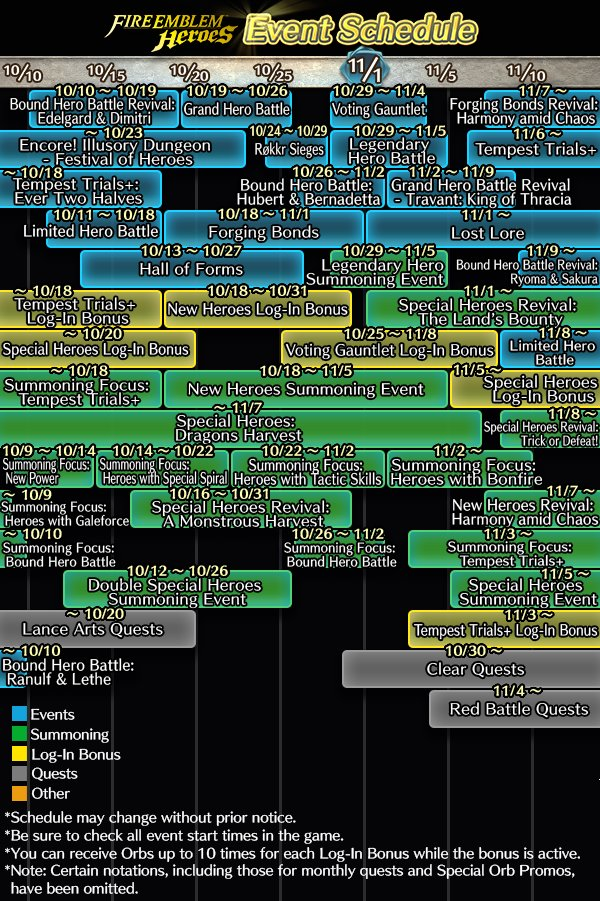 FIRE EMBLEM Heroes Event Schedule
10/10 10/15 10/20 10/25 11/1 11/5 11/10
10/10 ~ 10/19
Bound Hero Battle Revival:
Edelgard & Dimitri
10/19 ~ 10/26
Grand Hero Battle
10/29 ~ 11/4
Voting Gauntlet
11/7 ~
Forging Bonds Revival:
Harmony amid Chaos
~ 10/23
Encore! Illusory Dungeon
- Festival of Heroes
10/24 ~ 10/29
Røkkr Sieges
10/29 ~ 11/5
Legendary
Hero Battle
11/6 ~
Tempest Trials+
~ 10/18
Tempest Trials+:
Ever Two Halves
10/26 ~ 11/2
Bound Hero Battle:
Hubert & Bernadetta
11/2 ~ 11/9
Grand Hero Battle Revival
- Travant: King of Thracia
10/11 ~ 10/18
Limited Hero Battle
10/18 ~ 11/1
Forging Bonds
11/1 ~
Lost Lore
10/13 ~ 10/27
Hall of Forms
10/29 ~ 11/5
Legendary Hero
Summoning Event
11/9 ~
Bound Hero Battle Revival:
Ryoma & Sakura
~ 10/18
Tempest Trials+
Log-In Bonus
10/18 ~ 10/31
New Heroes Log-In Bonus
11/1 ~
Special Heroes Revival:
The Land's Bounty
~ 10/20
Special Heroes Log-In Bonus
10/25 ~ 11/8
Voting Gauntlet Log-In Bonus
11/8 ~
Limited Hero
Battle
~ 10/18
Summoning Focus:
Tempest Trials+
10/18 ~ 11/5
New Heroes Summoning Event
11/5 ~
Special Heroes
Log-In Bonus
~ 11/7
Special Heroes:
Dragons Harvest
11/8 ~
Special Heroes Revival:
Trick or Defeat!
10/9 ~ 10/14
Summoning Focus:
New Power
10/14 ~ 10/22
Summoning Focus:
Heroes with Special Spiral
10/22 ~ 11/2
Summoning Focus:
Heroes with Tactic Skills
11/2 ~
Summoning Focus:
Heroes with Bonfire
~ 10/9
Summoning Focus:
Heroes with Galeforce
10/16 ~ 10/31
Special Heroes Revival:
A Monstrous Harvest
11/7 ~
New Heroes Revival:
Harmony amid Chaos
~ 10/10
Summoning Focus:
Bound Hero Battle
10/26 ~ 11/2
Summoning Focus:
Bound Hero Battle
11/3 ~
Summoning Focus:
Tempest Trials+
10/12 ~ 10/26
Double Special Heroes
Summoning Event
11/5 ~
Special Heroes
Summoning Event
~ 10/20
Lance Arts Quests
11/3 ~
Tempest Trials+ Log-In Bonus
~ 10/10
Bound Hero Battle:
Ranulf & Lethe
10/30 ~
Clear Quests
11/4 ~
Red Battle Quests
Events
Summoning
Log-In Bonus
Quests
Other
*Schedule may change without prior notice.
*Be sure to check all event start times in the game.
*You can receive Orbs up to 10 times for each Log-In Bonus while the bonus is active.
*Note: Certain notations, including those for monthly quests and Special Orb Promos,
have been omitted.